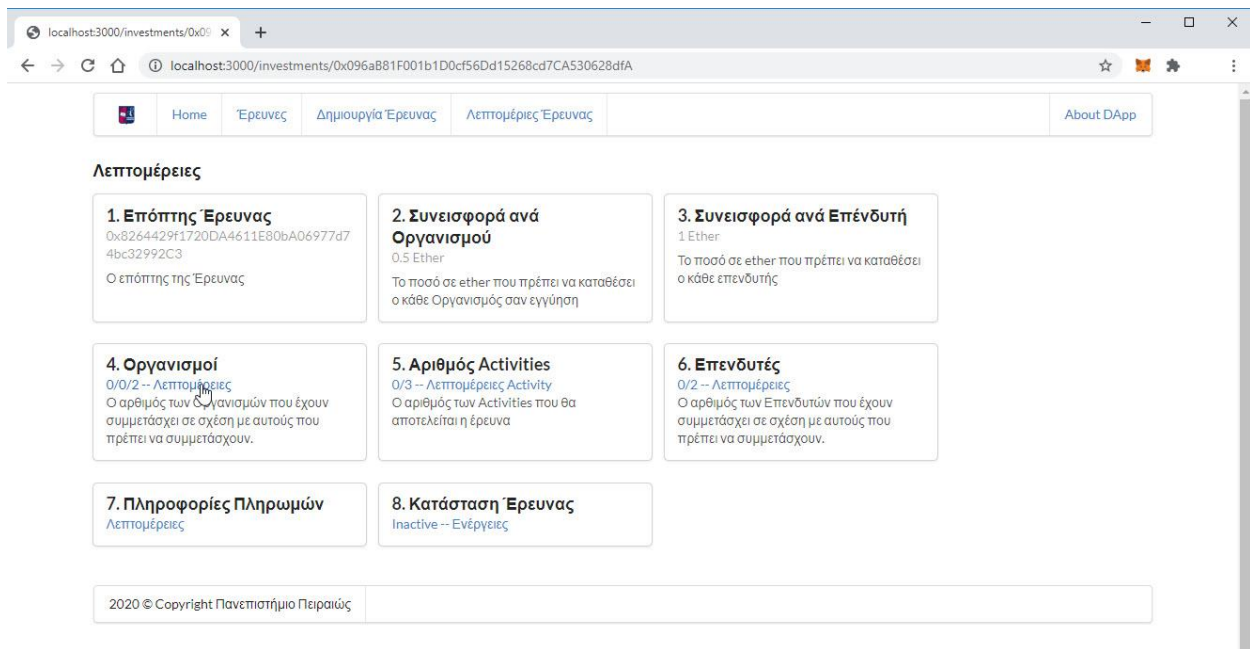 localhost:3000/investments/0x09
localhost:3000/investments/0x096aB81F001b1D0cf56Dd15268cd7CA530628dfA
Home Έρευνες Δημιουργία Έρευνας Λεπτομέριες Έρευνας About DApp
Λεπτομέρειες
1. Επόπτης Έρευνας
0x8264429f1720DA4611E80bA06977d7
4bc32992C3
Ο επόπτης της Έρευνας
2. Συνεισφορά ανά
Οργανισμού
0.5 Ether
Το ποσό σε ether που πρέπει να καταθέσει
ο κάθε Οργανισμός σαν εγγύηση
3. Συνεισφορά ανά Επένδυτή
1 Ether
Το ποσό σε ether που πρέπει να καταθέσει
ο κάθε επενδυτής
4. Οργανισμοί
0/0/2 -- Λεπτομέρειες
Ο αρθιμός των Οργανισμών που έχουν
συμμετάσχει σε σχέση με αυτούς που
πρέπει να συμμετάσχουν.
5. Αριθμός Activities
0/3 -- Λεπτομέρειες Activity
Ο αριθμός των Activities που θα
αποτελείται η έρευνα
6. Επενδυτές
0/2 -- Λεπτομέρειες
Ο αρθιμός των Επενδυτών που έχουν
συμμετάσχει σε σχέση με αυτούς που
πρέπει να συμμετάσχουν.
7. Πληροφορίες Πληρωμών
Λεπτομέρειες
8. Κατάσταση Έρευνας
Inactive -- Ενέργειες
2020 © Copyright Πανεπιστήμιο Πειραιώς